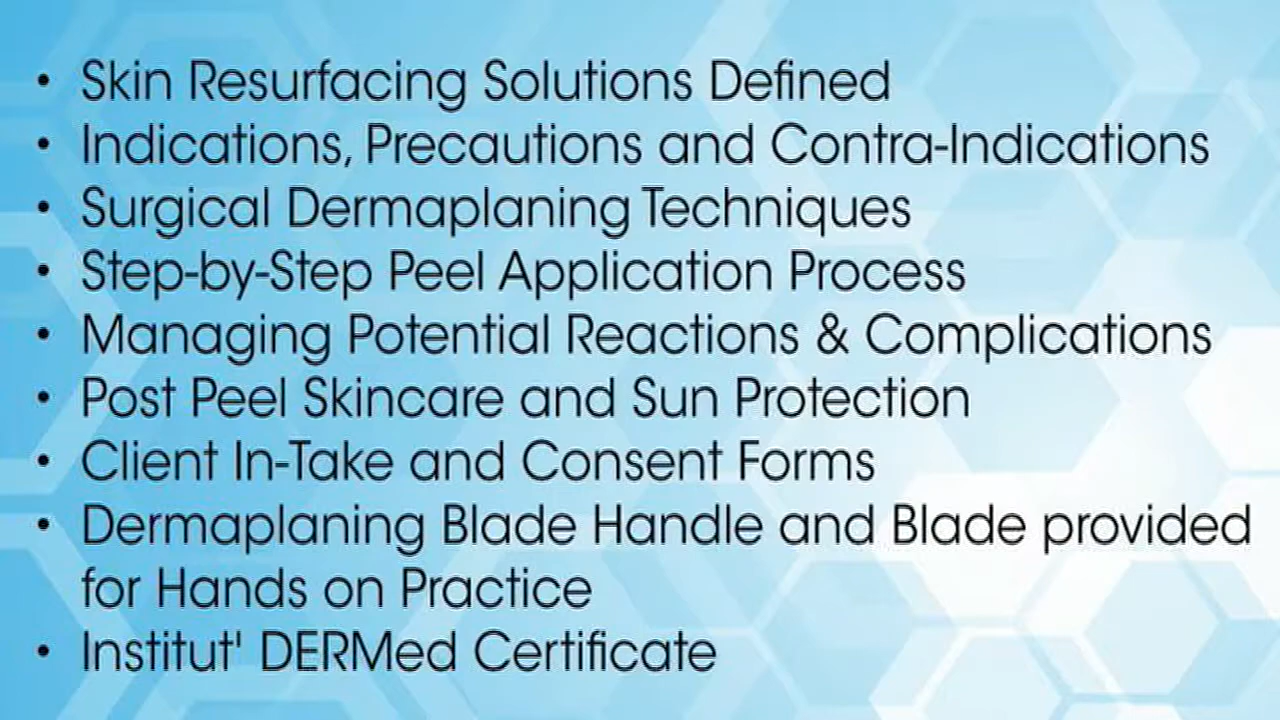 • Skin Resurfacing Solutions Defined
• Indications, Precautions and Contra-Indications
• Surgical Dermaplaning Techniques
• Step-by-Step Peel Application Process
• Managing Potential Reactions & Complications
• Post Peel Skincare and Sun Protection
• Client In-Take and Consent Forms
• Dermaplaning Blade Handle and Blade provided
for Hands on Practice
• Institut' DERMed Certificate